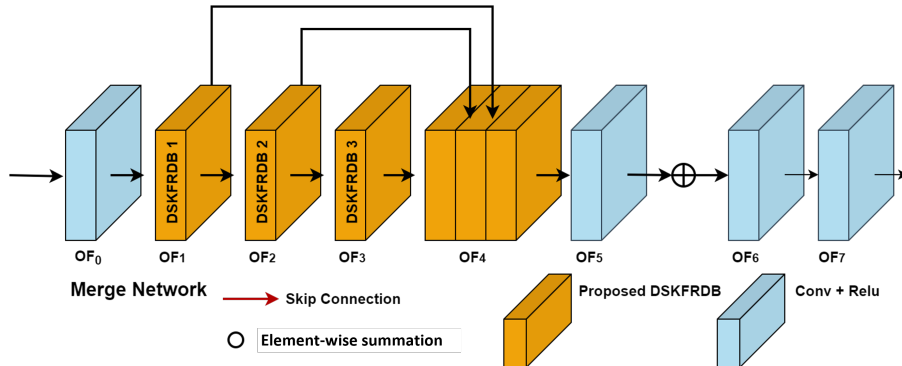 DSKFRDB 1
DSKFRDB 2
DSKFRDB 3
OF0
OF1
OF2
OF3
OF4
OF5
OF6
OF7
Merge Network
Skip Connection
Element-wise summation
Proposed DSKFRDB
Conv + Relu